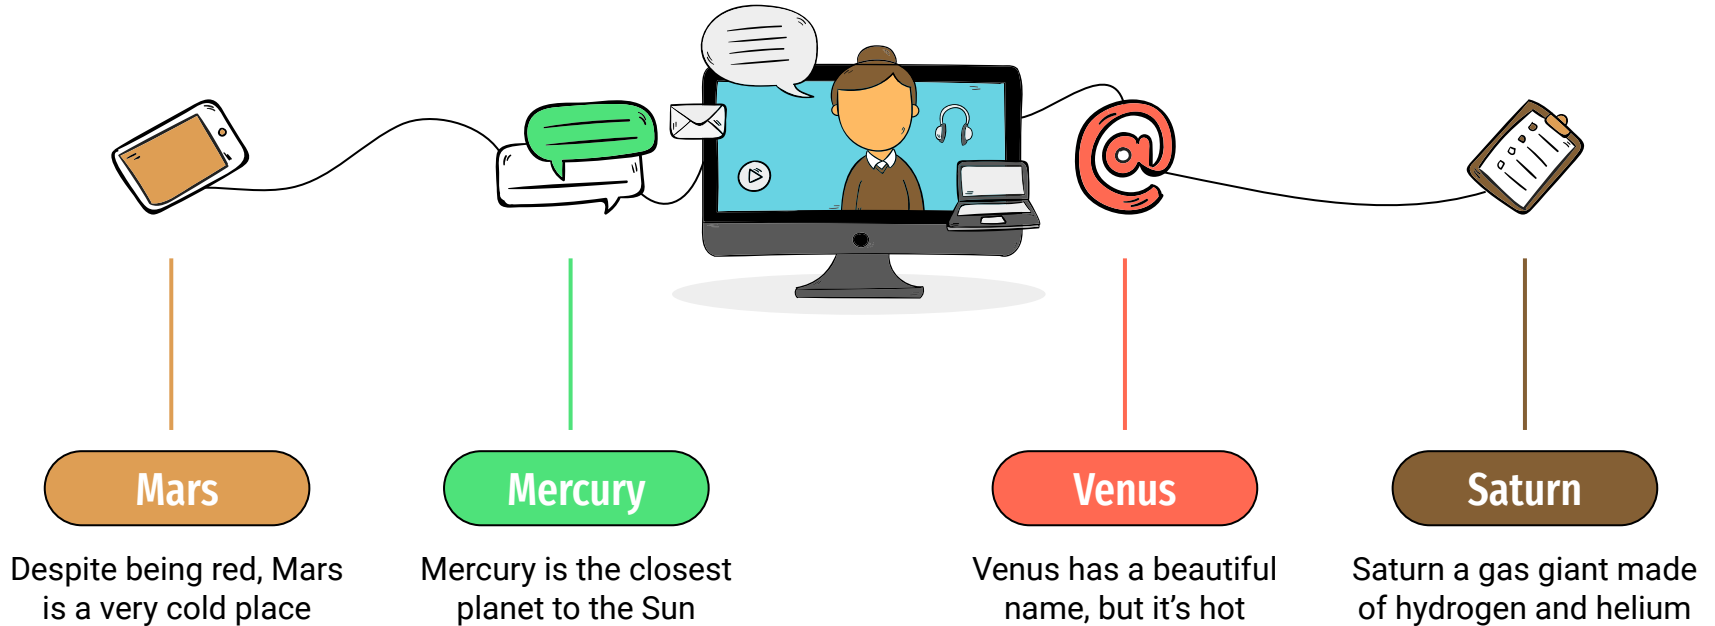 Mars
Despite being red, Mars
is a very cold place
Mercury
Mercury is the closest
planet to the Sun
Venus
Venus has a beautiful
name, but it’s hot
Saturn
Saturn a gas giant made
of hydrogen and helium